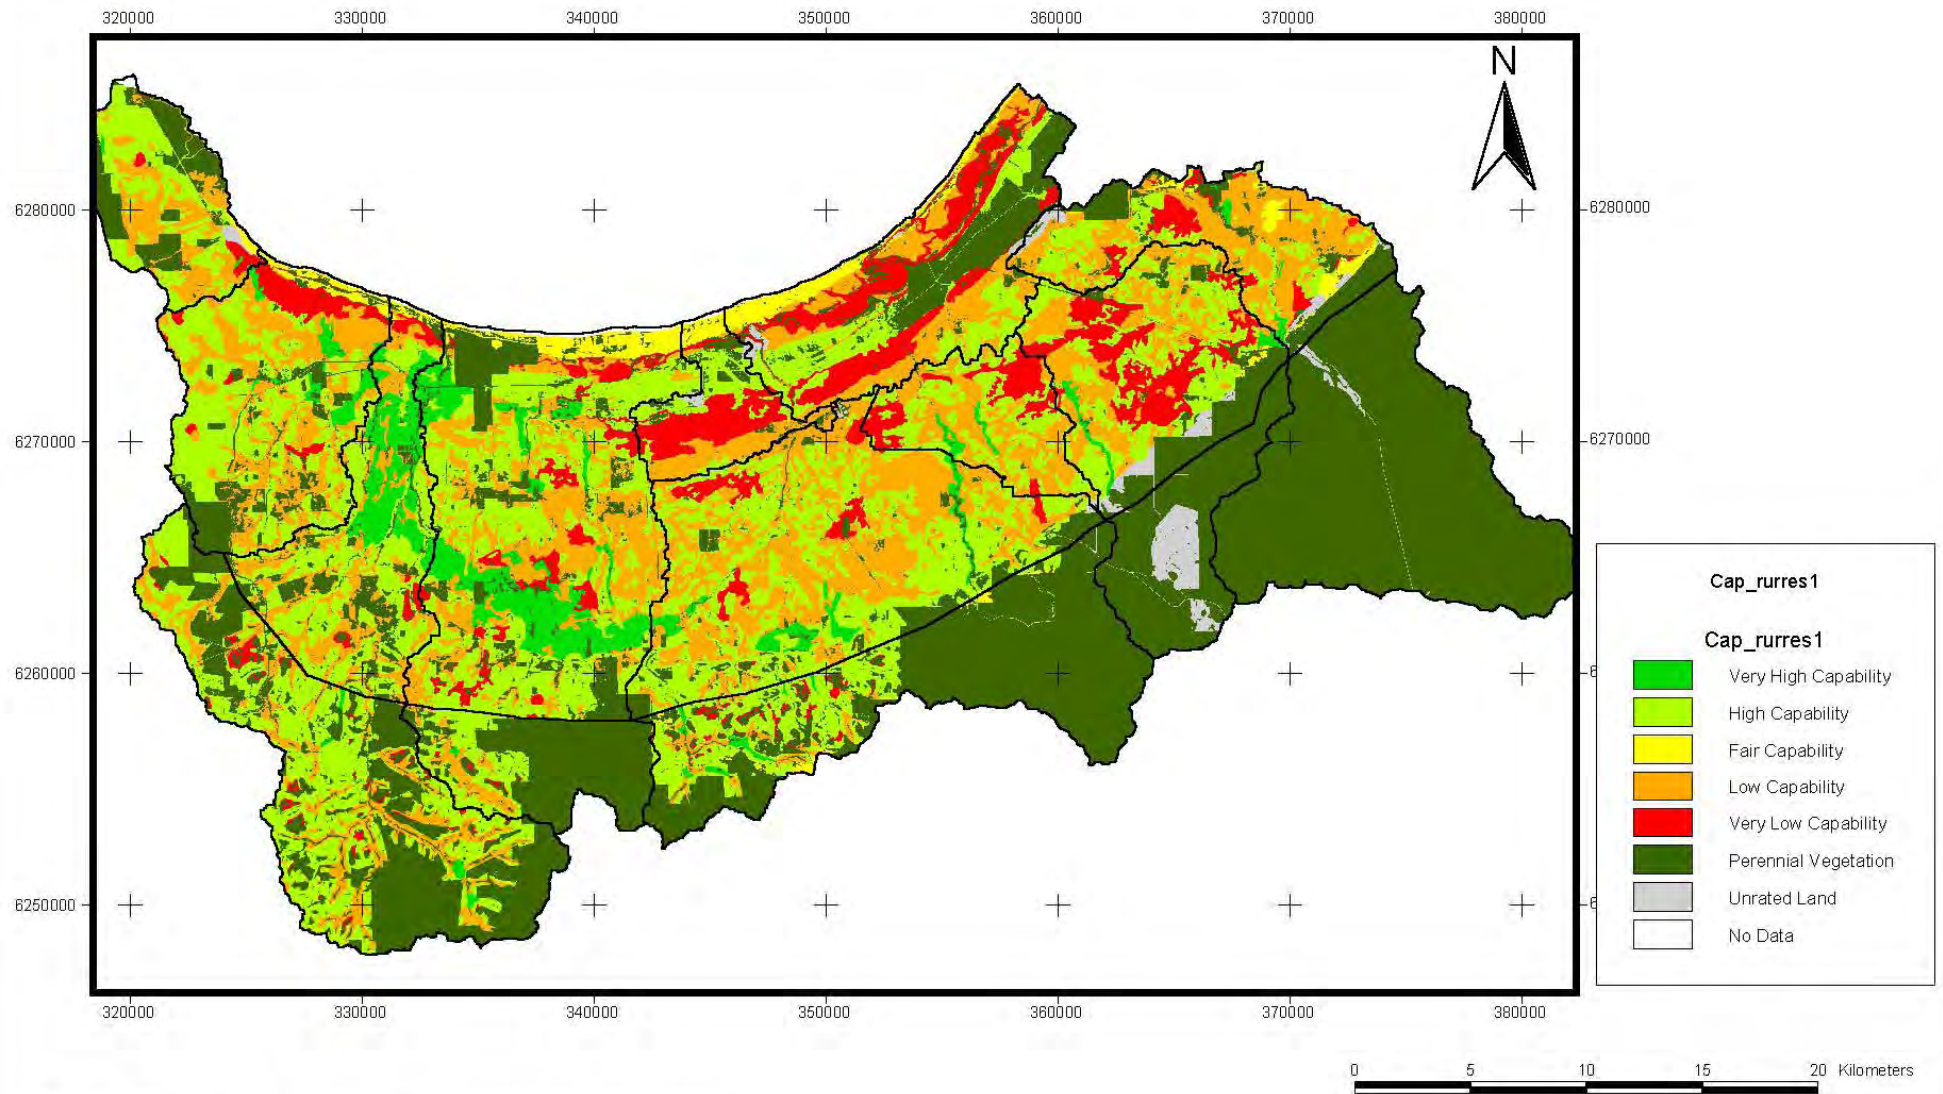 320000 330000 340000 350000 360000 370000 380000
N
6280000 6280000
6270000 6270000
6260000 6
6250000 6
320000 330000 340000 350000 360000 370000 380000
Cap_rurres1
Cap_rurres1
Very High Capability
High Capability
Fair Capability
Low Capability
Very Low Capability
Perennial Vegetation
Unrated Land
No Data
0 5 10 15 20 Kilometers